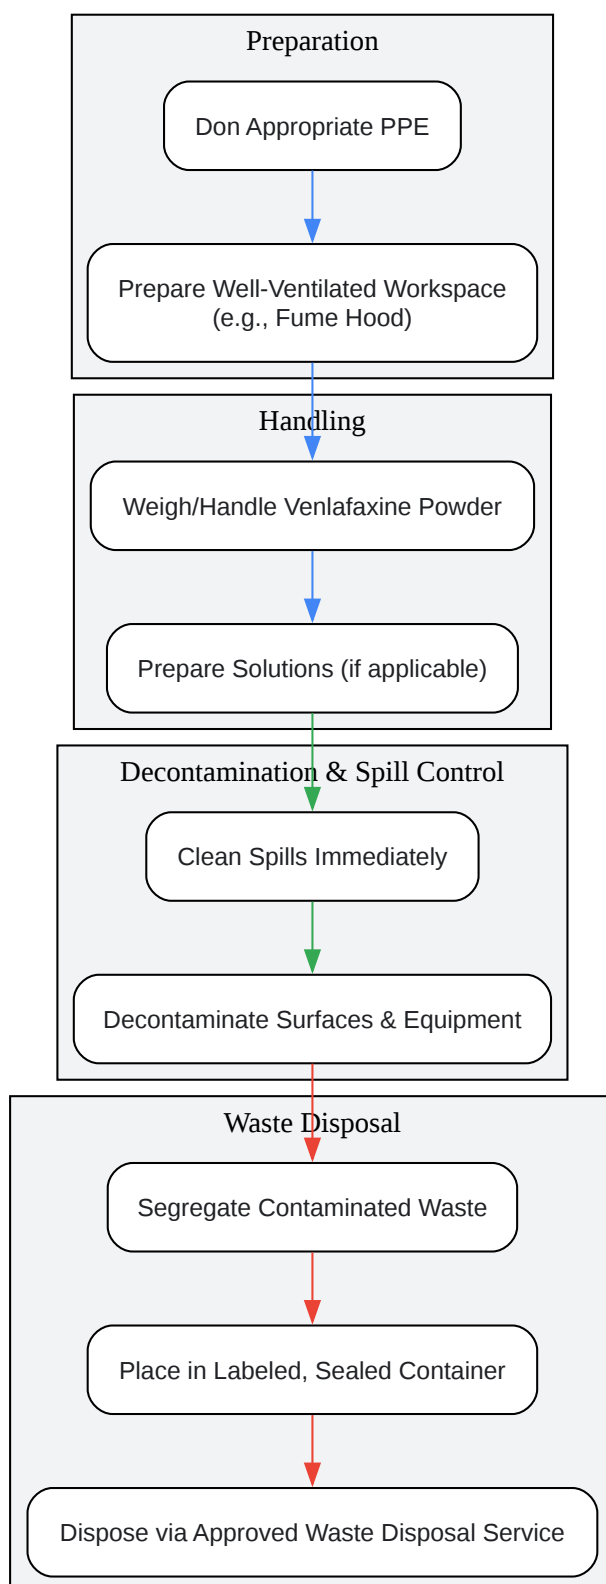 Preparation
Don Appropriate PPE
Prepare Well-Ventilated Workspace
(e.g., Fume Hood)
Handling
Weigh/Handle Venlafaxine Powder
Prepare Solutions (if applicable)
Decontamination & Spill Control
Clean Spills Immediately
Decontaminate Surfaces & Equipment
Waste Disposal
Segregate Contaminated Waste
Place in Labeled, Sealed Container
Dispose via Approved Waste Disposal Service